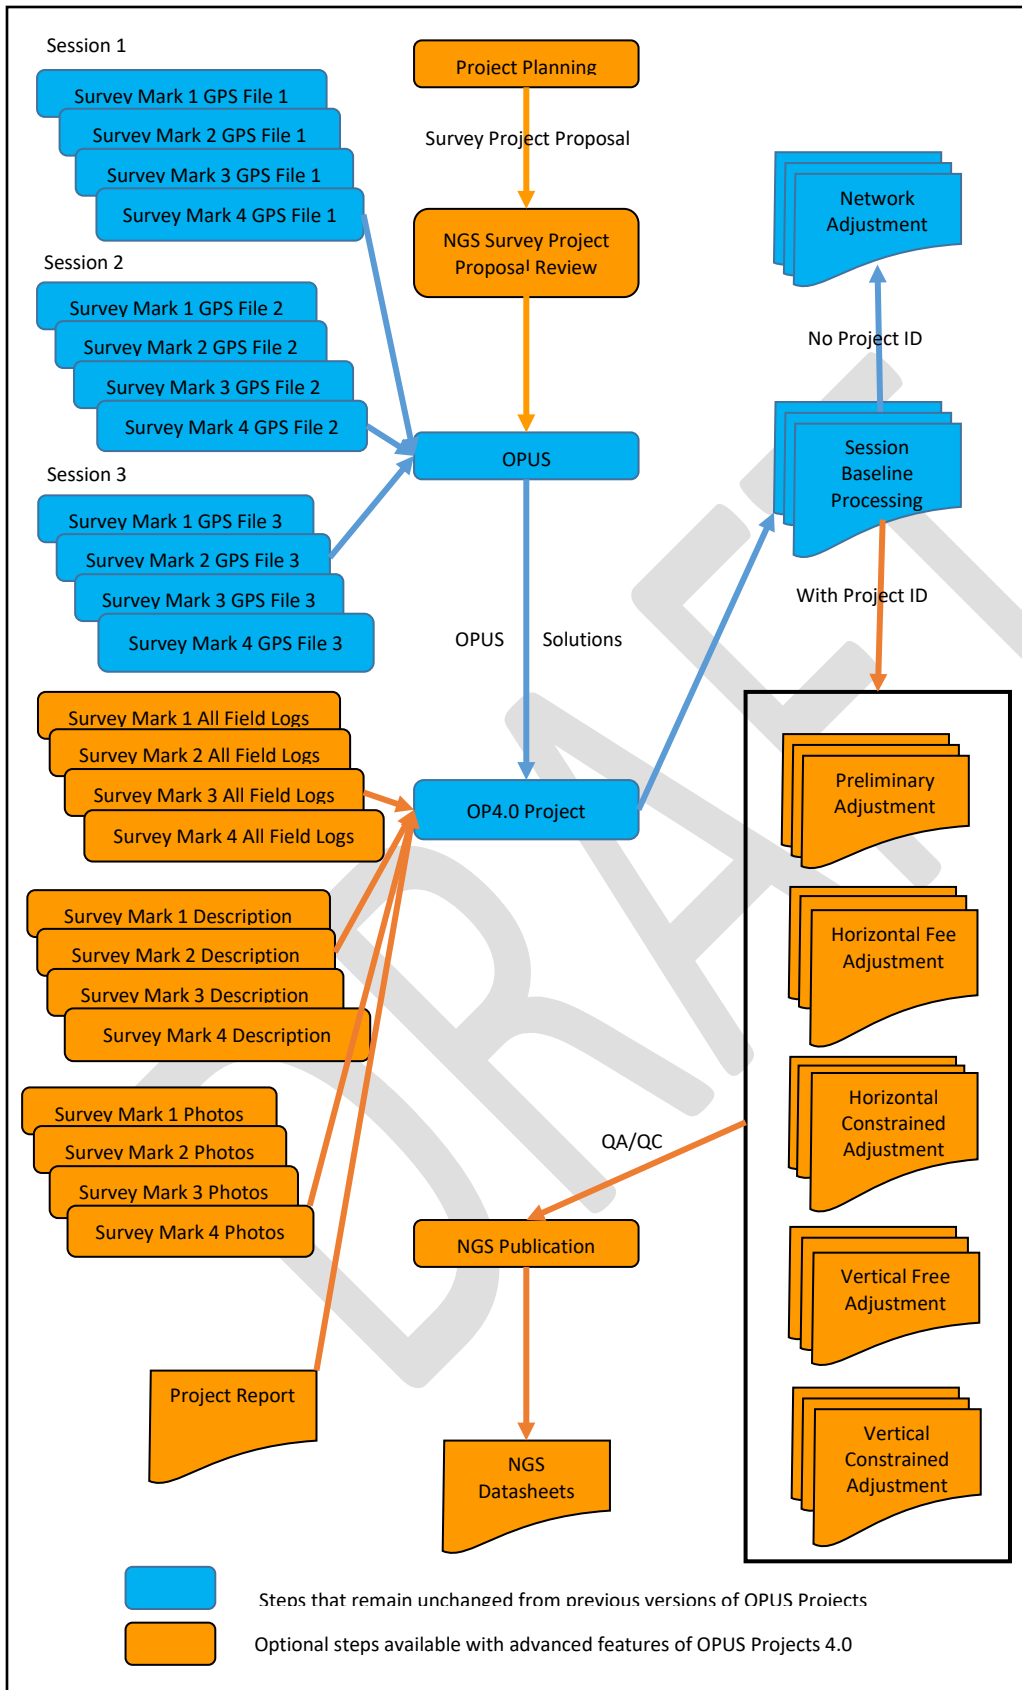 Session 1
Survey Mark 1 GPS File 1
Survey Mark 2 GPS File 1
Survey Mark 3 GPS File 1
Survey Mark 4 GPS File 1
Session 2
Survey Mark 1 GPS File 2
Survey Mark 2 GPS File 2
Survey Mark 3 GPS File 2
Survey Mark 4 GPS File 2
Session 3
Survey Mark 1 GPS File 3
Survey Mark 2 GPS File 3
Survey Mark 3 GPS File 3
Survey Mark 4 GPS File 3
Survey Mark 1 All Field Logs
Survey Mark 2 All Field Logs
Survey Mark 3 All Field Logs
Survey Mark 4 All Field Logs
Survey Mark 1 Description
Survey Mark 2 Description
Survey Mark 3 Description
Survey Mark 4 Description
Survey Mark 1 Photos
Survey Mark 2 Photos
Survey Mark 3 Photos
Survey Mark 4 Photos
Project Report
Project Planning
Survey Project Proposal
NGS Survey Project
Proposal Review
OPUS
OPUS Solutions
OP4.0 Project
QA/QC
NGS Publication
NGS
Datasheets
Network
Adjustment
No Project ID
Session
Baseline
Processing
With Project ID
Preliminary
Adjustment
Horizontal Fee
Adjustment
Horizontal
Constrained
Adjustment
Vertical Free
Adjustment
Vertical
Constrained
Adjustment
Steps that remain unchanged from previous versions of OPUS Projects
Optional steps available with advanced features of OPUS Projects 4.0
DRAFT